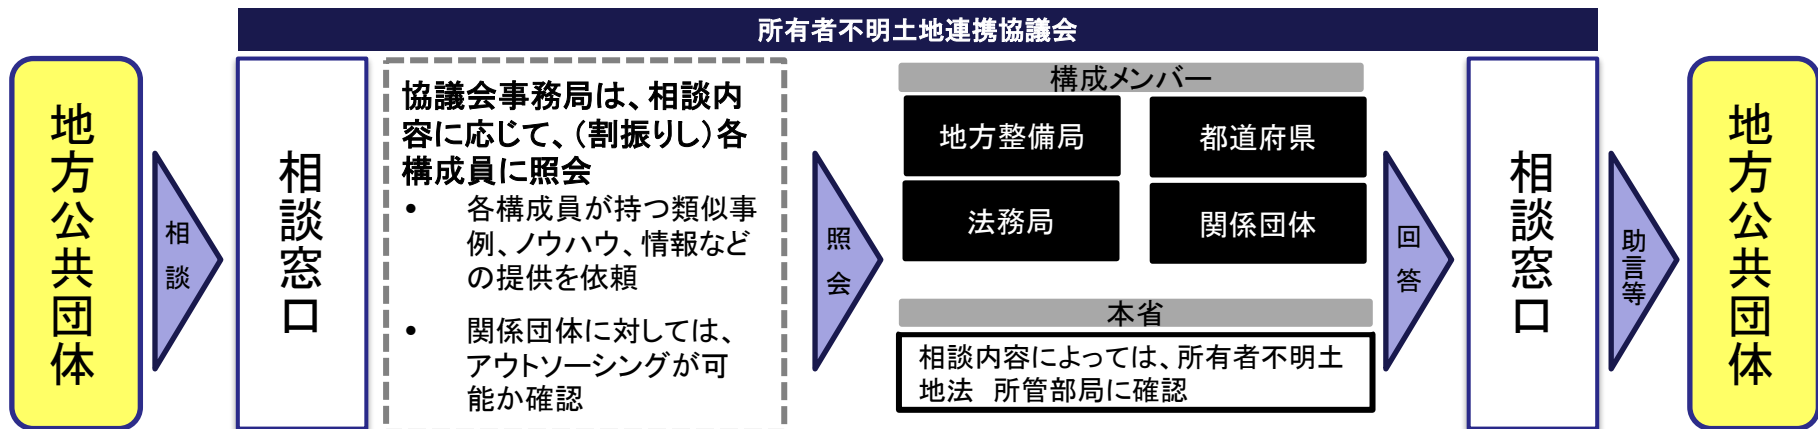 所有者不明土地連携協議会
地方公共団体
相談
相談窓口
協議会事務局は、相談内
容に応じて、（割振りし）各
構成員に照会
• 各構成員が持つ類似事
例、ノウハウ、情報など
の提供を依頼
• 関係団体に対しては、
アウトソーシングが可
能か確認
照会
構成メンバー
地方整備局
都道府県
法務局
関係団体
本省
相談内容によっては、所有者不明土
地法　所管部局に確認
回答
相談窓口
助言等
地方公共団体